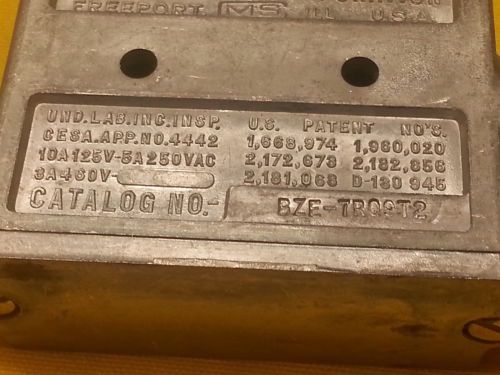 FREEPORT, MS ILL U.S.A.
UND. LAB. INC. INSP.
CESA. APP. NO. 4442
10A125V-5A250VAC
3A460V-
U.S. PATENT NO'S.
1,668,974 1,960,020
2,172,673 2,182,856
2,181,068 D-130 945
CATALOG NO.- BZE-7RQ9T2